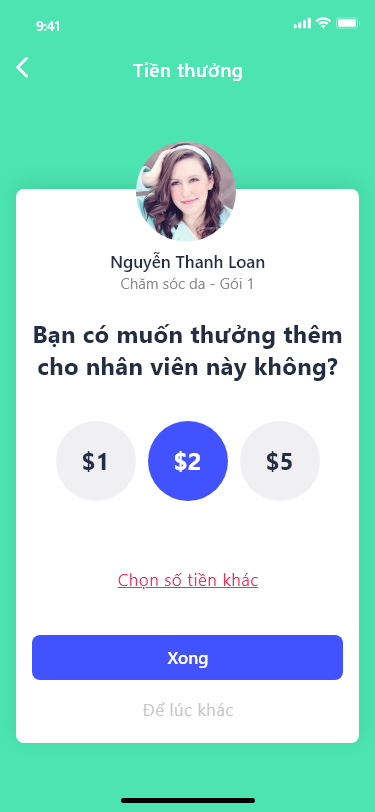 9:41
Tiền thưởng
Nguyễn Thanh Loan
Chăm sóc da - Gói 1
Bạn có muốn thưởng thêm
cho nhân viên này không?
$1 $2 $5
Chọn số tiền khác
Xong
Để lúc khác